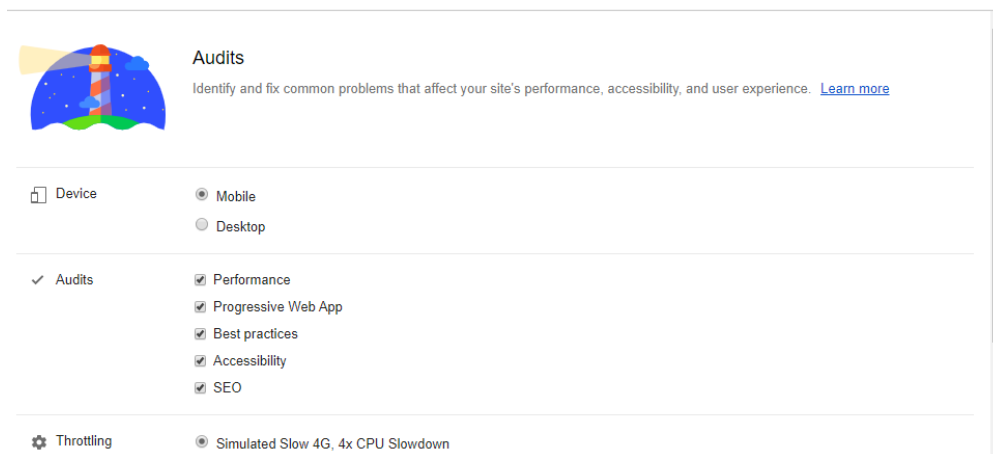 Audits
Identify and fix common problems that affect your site's performance, accessibility, and user experience. Learn more
Device
Mobile
Desktop
Audits
Performance
Progressive Web App
Best practices
Accessibility
SEO
Throttling
Simulated Slow 4G, 4x CPU Slowdown